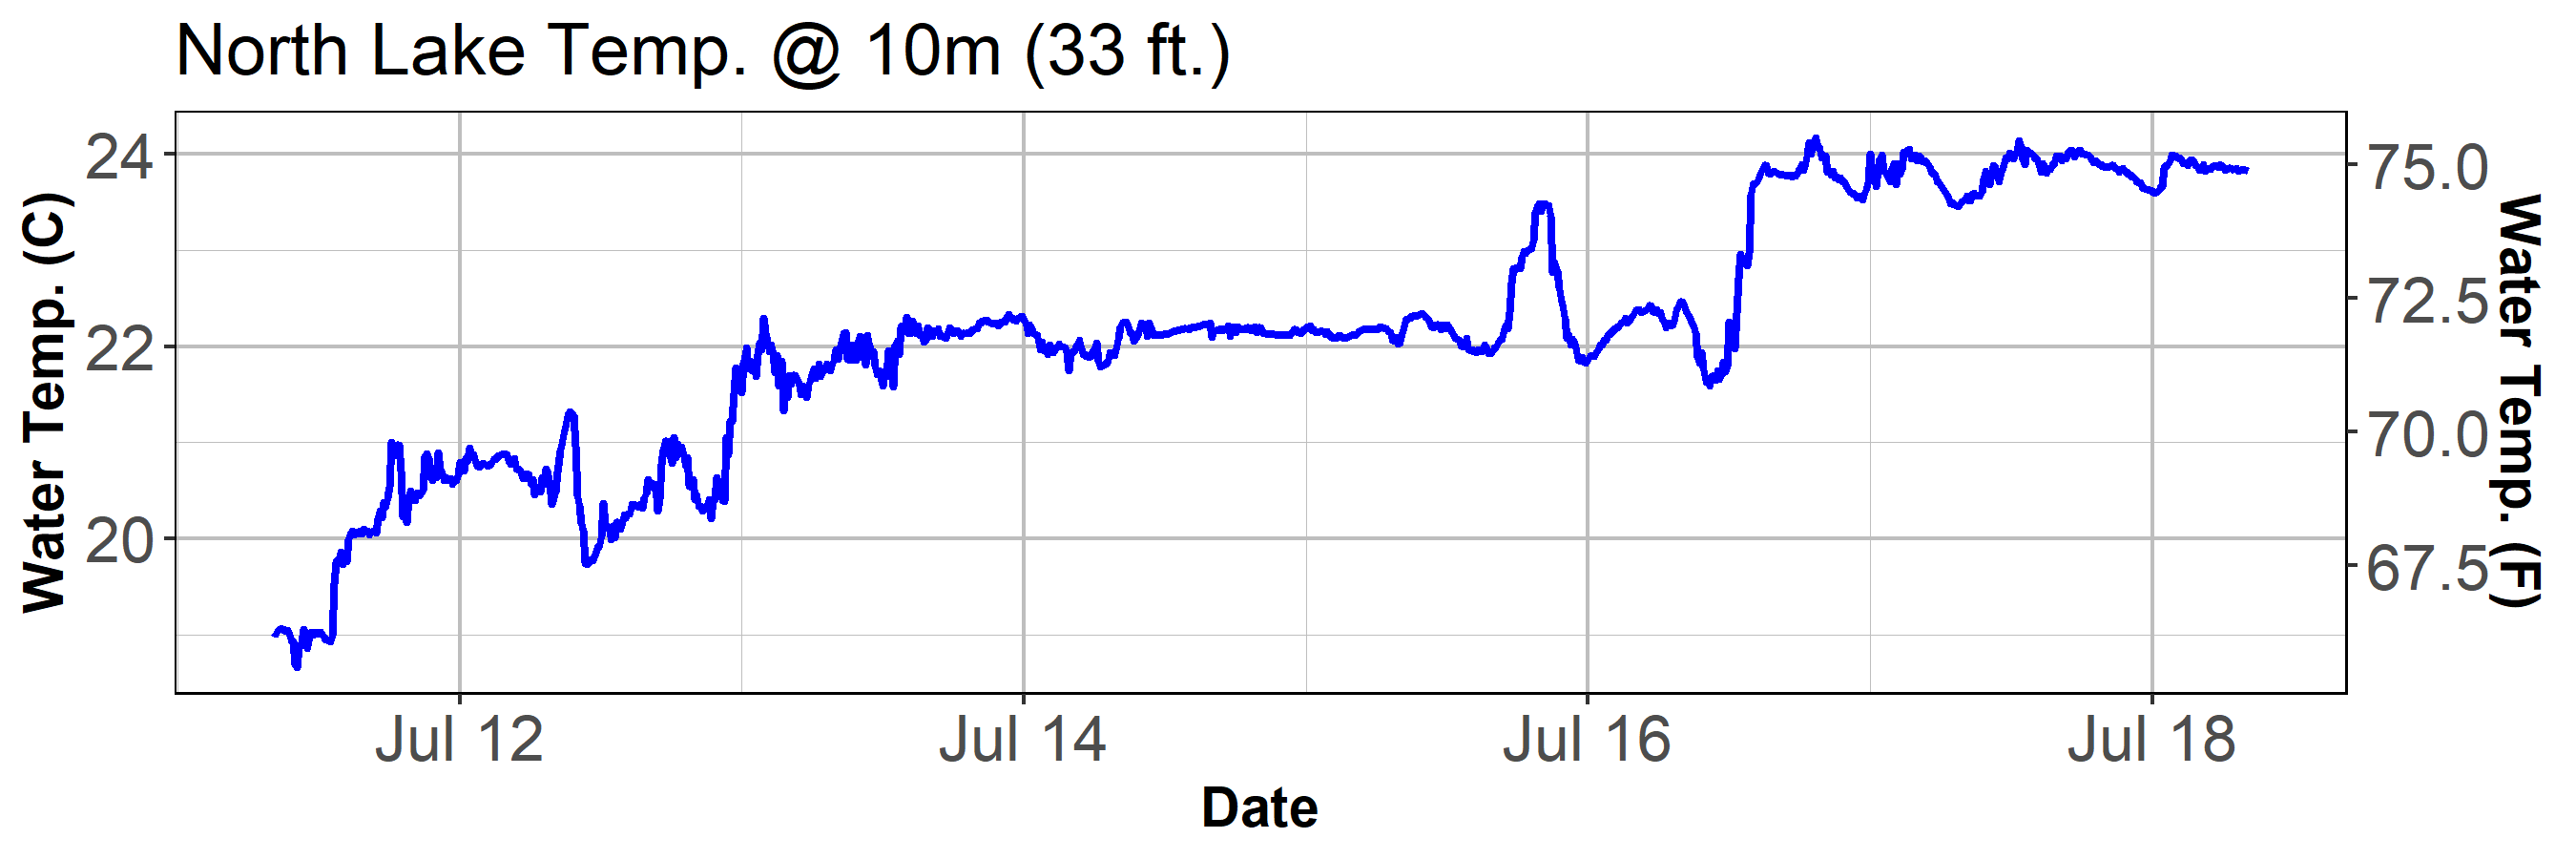 North Lake Temp. @ 10m (33 ft.)
Water Temp. (C)
24
22
20
75.0
72.5
70.0
67.5
Water Temp. (F)
Jul 12
Jul 14
Jul 16
Jul 18
Date